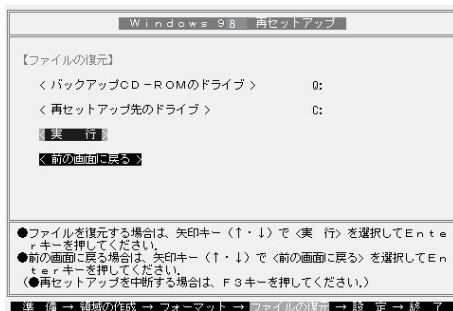 Windows 98 再セットアップ
【ファイルの復元】
<バックアップCD-ROMのドライブ> Q:
<再セットアップ先のドライブ> C:
<実 行>
<前の画面に戻る>
●ファイルを復元する場合は、矢印キー(↑・↓)で<実 行>を選択してEnte
rキーを押してください。
●前の画面に戻る場合は、矢印キー(↑・↓)で<前の画面に戻る>を選択してEn
terキーを押してください。
(●再セットアップを中断する場合は、F3キーを押してください。)
準 備→領域の作成→フォーマット→ファイルの復元→設 定→終 了